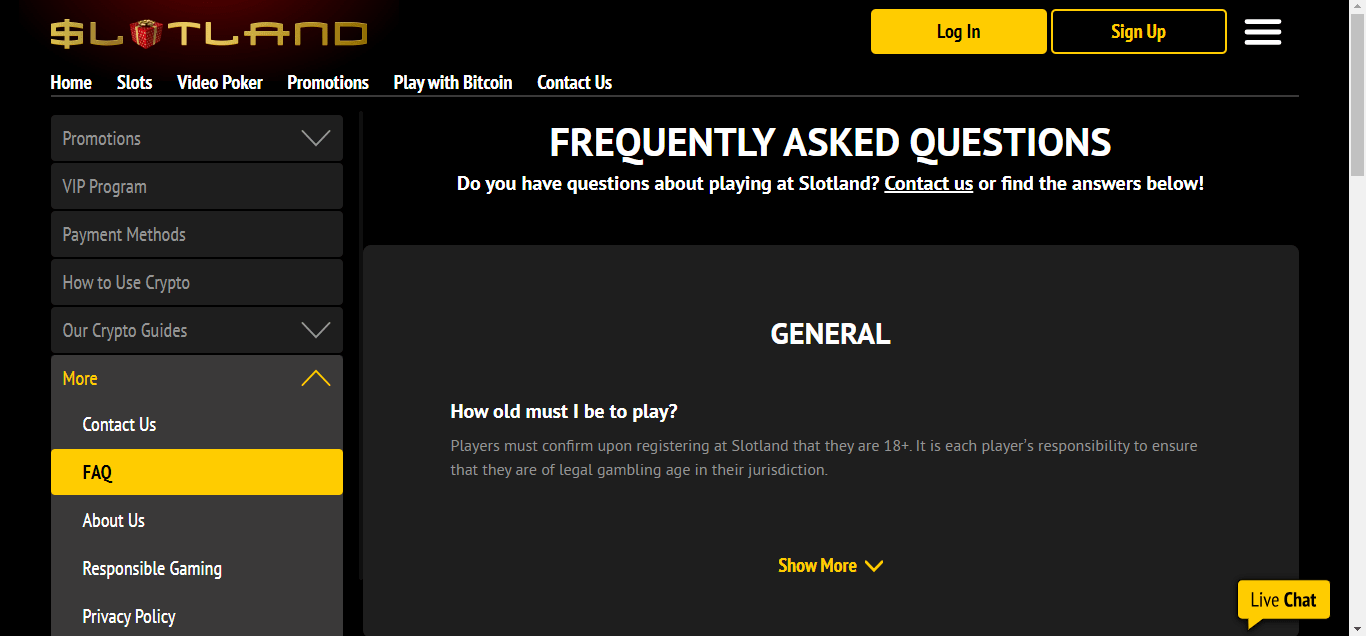 $LOTLAND
Log In
Sign Up
Home
Slots
Video Poker
Promotions
Play with Bitcoin
Contact Us
Promotions
VIP Program
Payment Methods
How to Use Crypto
Our Crypto Guides
More
Contact Us
FAQ
About Us
Responsible Gaming
Privacy Policy
FREQUENTLY ASKED QUESTIONS
Do you have questions about playing at Slotland? Contact us or find the answers below!
GENERAL
How old must I be to play?
Players must confirm upon registering at Slotland that they are 18+. It is each player's responsibility to ensure
that they are of legal gambling age in their jurisdiction.
Show More
Live Chat